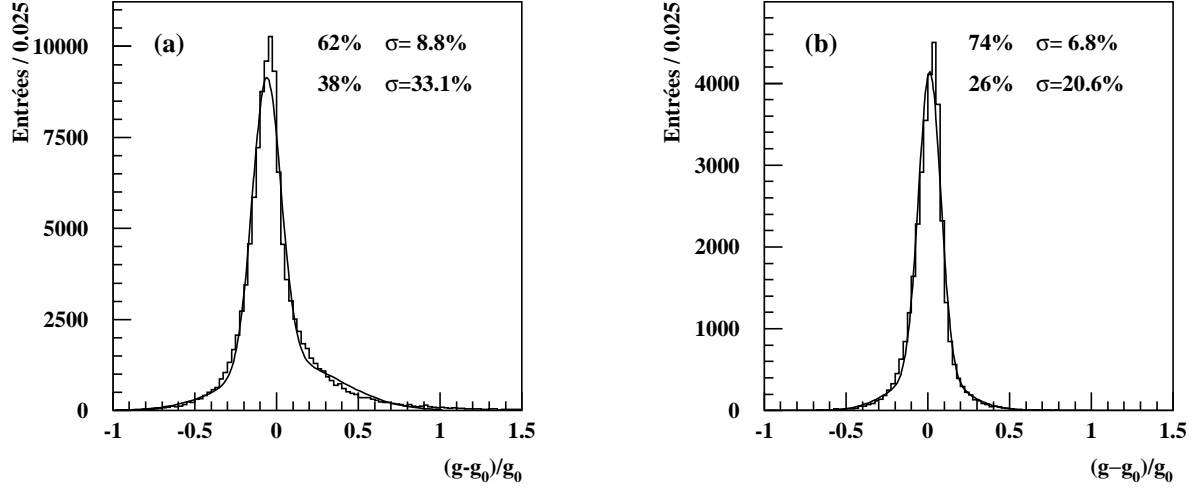 Entrées / 0.025
(a)
62% σ= 8.8%
38% σ=33.1%
10000
7500
5000
2500
0
-1 -0.5 0 0.5 1 1.5
(g-g0)/g0
Entrées / 0.025
(b)
74% σ= 6.8%
26% σ=20.6%
4000
3000
2000
1000
0
-1 -0.5 0 0.5 1 1.5
(g−g0)/g0